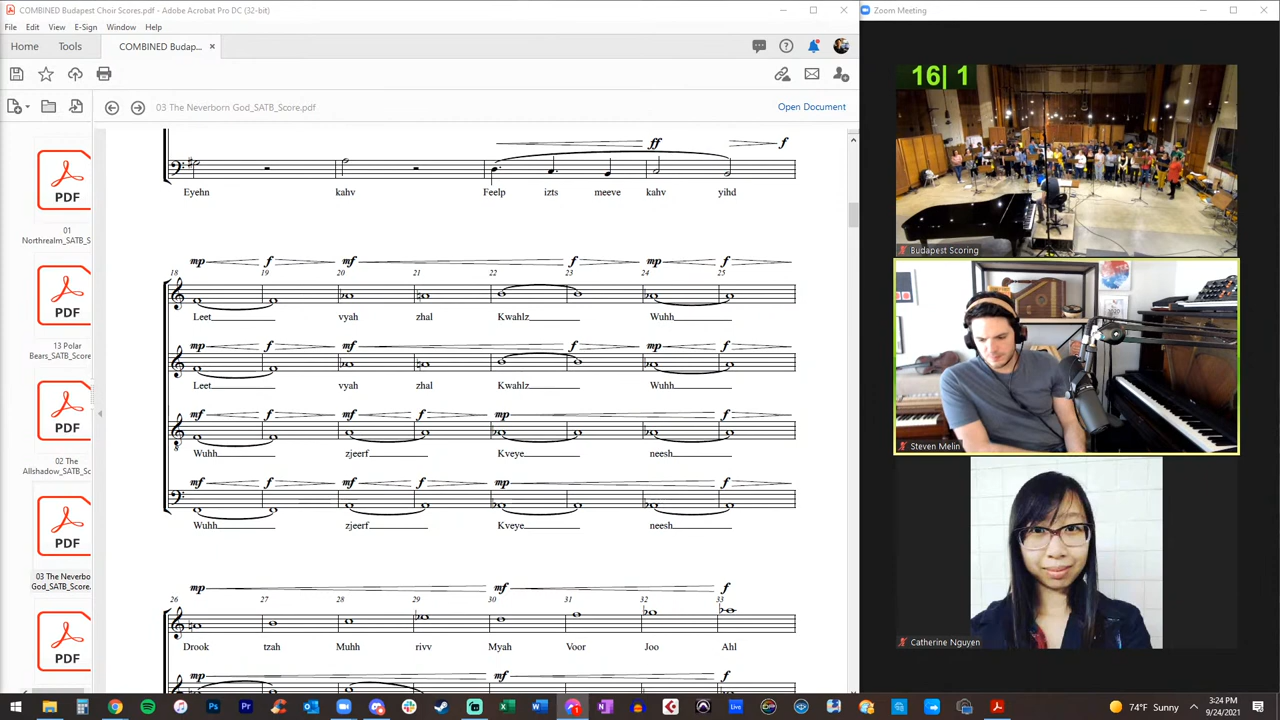 COMBINED Budapest Choir Scores.pdf - Adobe Acrobat Pro DC (32-bit)
File Edit View E-Sign Window Help
Home Tools COMBINED Budap... ×
03 The Neverborn God_SATB_Score.pdf Open Document
PDF
01
Northrealm_SATB_S...
PDF
13 Polar
Bears_SATB_Score...
PDF
02 The
Allshadow_SATB_Sc...
PDF
03 The Neverbo
God_SATB_Score...
PDF
ff f
Eyehn kahv Feelp izts meeve kahv yihd
mp f mf f mp f
18 19 20 21 22 23 24 25
Leet vyah zhal Kwahlz Wuhh
mp f mf f mp f
Leet vyah zhal Kwahlz Wuhh
mf f mf f mp f
8
Wuhh zjeerf Kveye neesh
mf f mf f mp f
Wuhh zjeerf Kveye neesh
mp mf f
26 27 28 29 30 31 32 33
Drook tzah Muhh rivv Myah Voor Joo Ahl
mp mf f
Zoom Meeting
16| 1
Budapest Scoring
Steven Melin
Catherine Nguyen
74°F Sunny
3:24 PM
9/24/2021